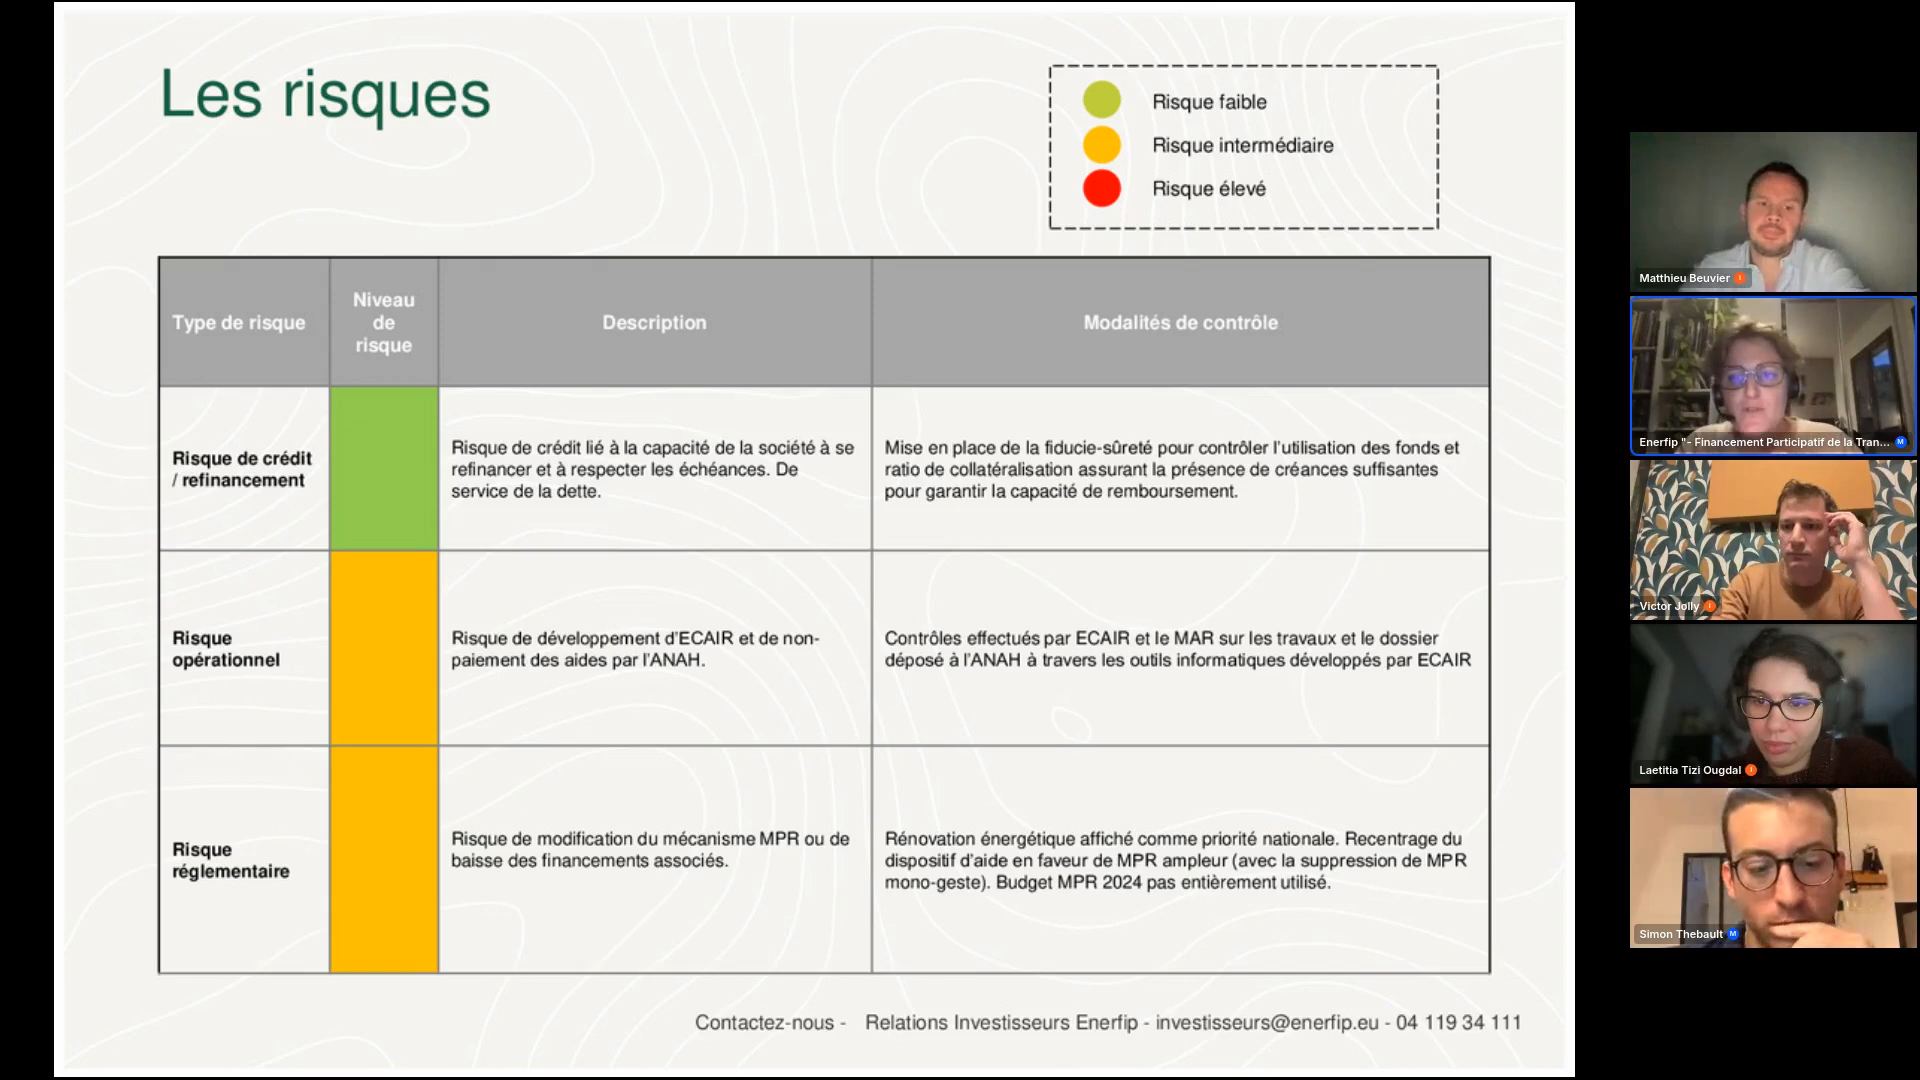 Les risques
Risque faible
Risque intermédiaire
Risque élevé
Type de risque
Niveau
de
risque
Description
Modalités de contrôle
Risque de crédit
/ refinancement
Risque de crédit lié à la capacité de la société à se
refinancer et à respecter les échéances. De
service de la dette.
Mise en place de la fiducie-sûreté pour contrôler l'utilisation des fonds et
ratio de collatéralisation assurant la présence de créances suffisantes
pour garantir la capacité de remboursement.
Risque
opérationnel
Risque de développement d'ECAIR et de non-
paiement des aides par l'ANAH.
Contrôles effectués par ECAIR et le MAR sur les travaux et le dossier
déposé à l'ANAH à travers les outils informatiques développés par ECAIR
Risque
réglementaire
Risque de modification du mécanisme MPR ou de
baisse des financements associés.
Rénovation énergétique affiché comme priorité nationale. Recentrage du
dispositif d'aide en faveur de MPR ampleur (avec la suppression de MPR
mono-geste). Budget MPR 2024 pas entièrement utilisé.
Contactez-nous - Relations Investisseurs Enerfip - investisseurs@enerfip.eu - 04 119 34 111
Matthieu Beuvier I
Enerfip "- Financement Participatif de la Tran... M
Victor Jolly I
Laetitia Tizi Ougdal I
Simon Thebault M